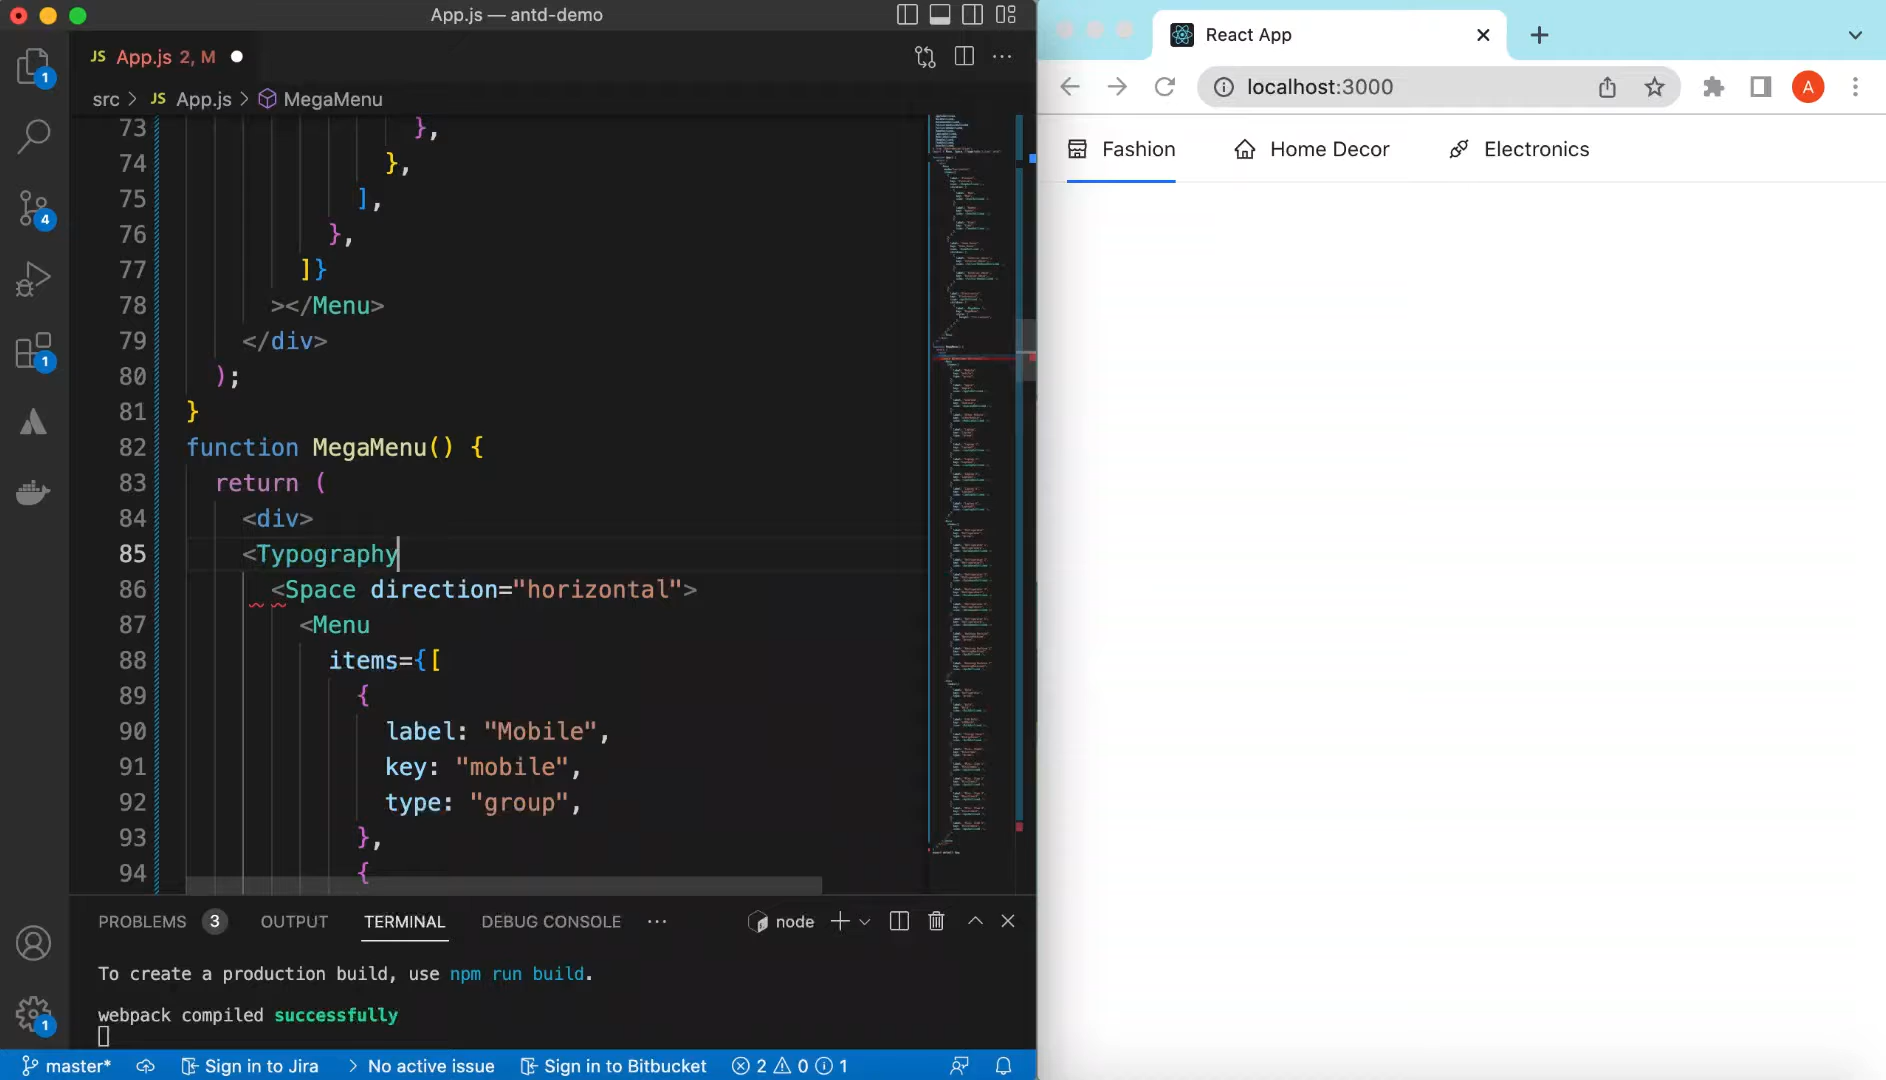 App.js — antd-demo
JS App.js 2, M
src > JS App.js > MegaMenu
73 },
74 },
75 ],
76 },
77 ]}
78 ></Menu>
79 </div>
80 );
81 }
82 function MegaMenu() {
83 return (
84 <div>
85 <Typography
86 <Space direction="horizontal">
87 <Menu
88 items={[
89 {
90 label: "Mobile",
91 key: "mobile",
92 type: "group",
93 },
94 {
1
4
1
1
PROBLEMS 3 OUTPUT TERMINAL DEBUG CONSOLE ··· node
To create a production build, use npm run build.
webpack compiled successfully
master* Sign in to Jira > No active issue Sign in to Bitbucket 2 0 1
React App
localhost:3000
A
Fashion Home Decor Electronics